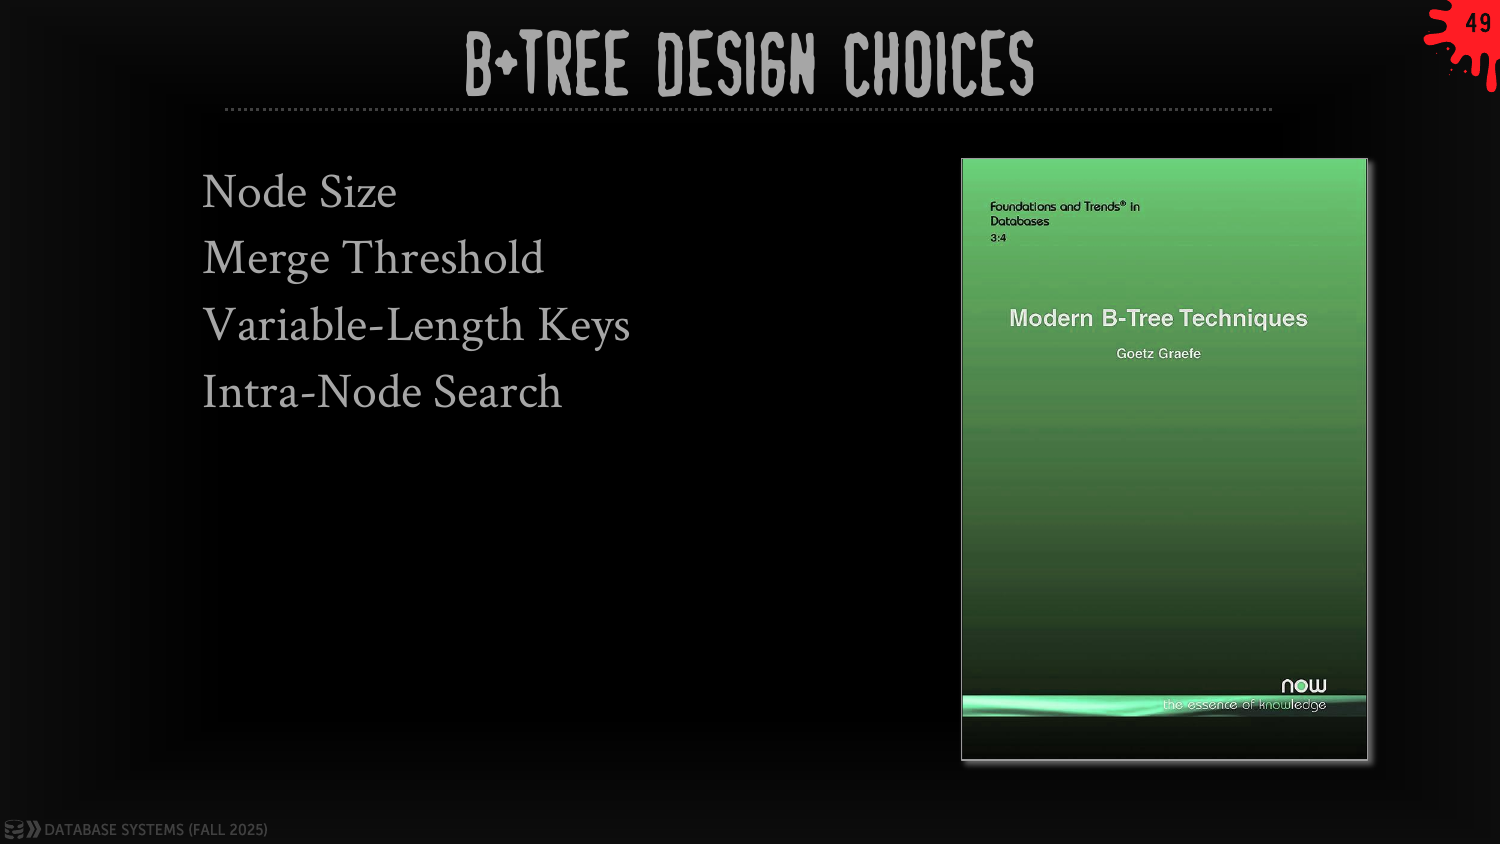 49
B+TREE DESIGN CHOICES
Node Size
Merge Threshold
Variable-Length Keys
Intra-Node Search
Foundations and Trends® in
Databases
3:4
Modern B-Tree Techniques
Goetz Graefe
now
the essence of knowledge
DATABASE SYSTEMS (FALL 2025)